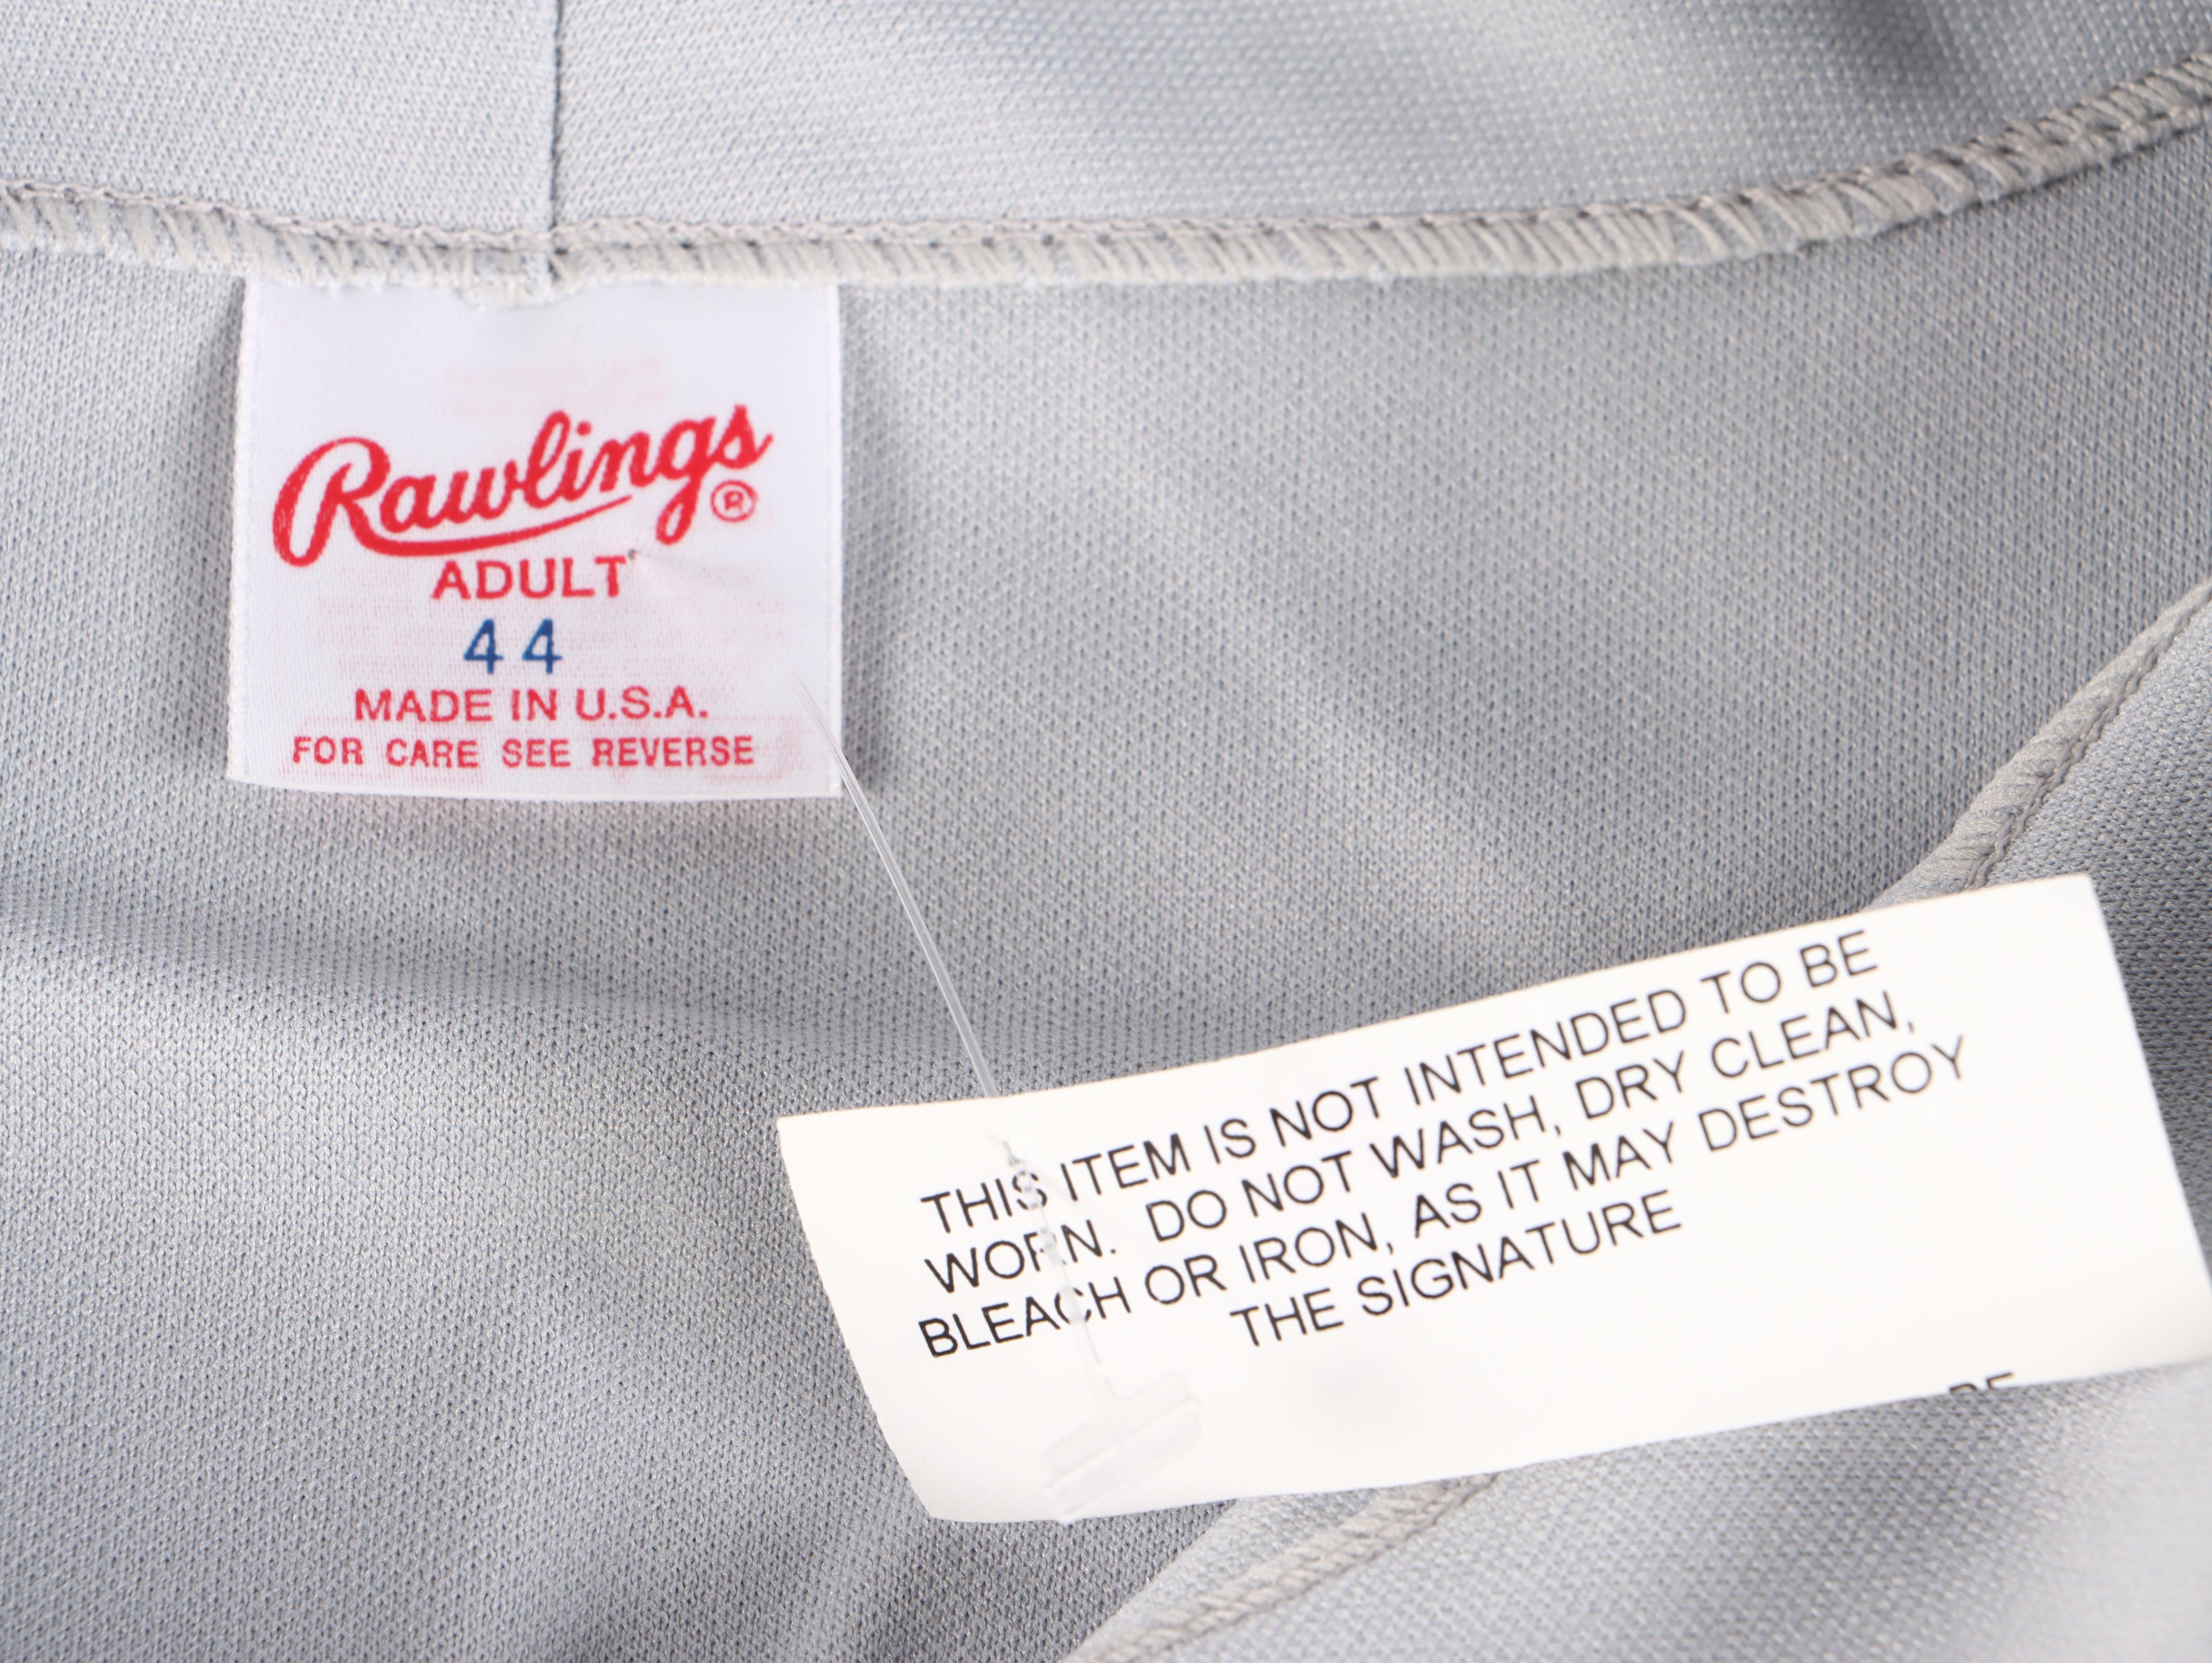 Rawlings®
ADULT
44
MADE IN U.S.A.
FOR CARE SEE REVERSE
THIS ITEM IS NOT INTENDED TO BE
WORN. DO NOT WASH, DRY CLEAN,
BLEACH OR IRON, AS IT MAY DESTROY
THE SIGNATURE